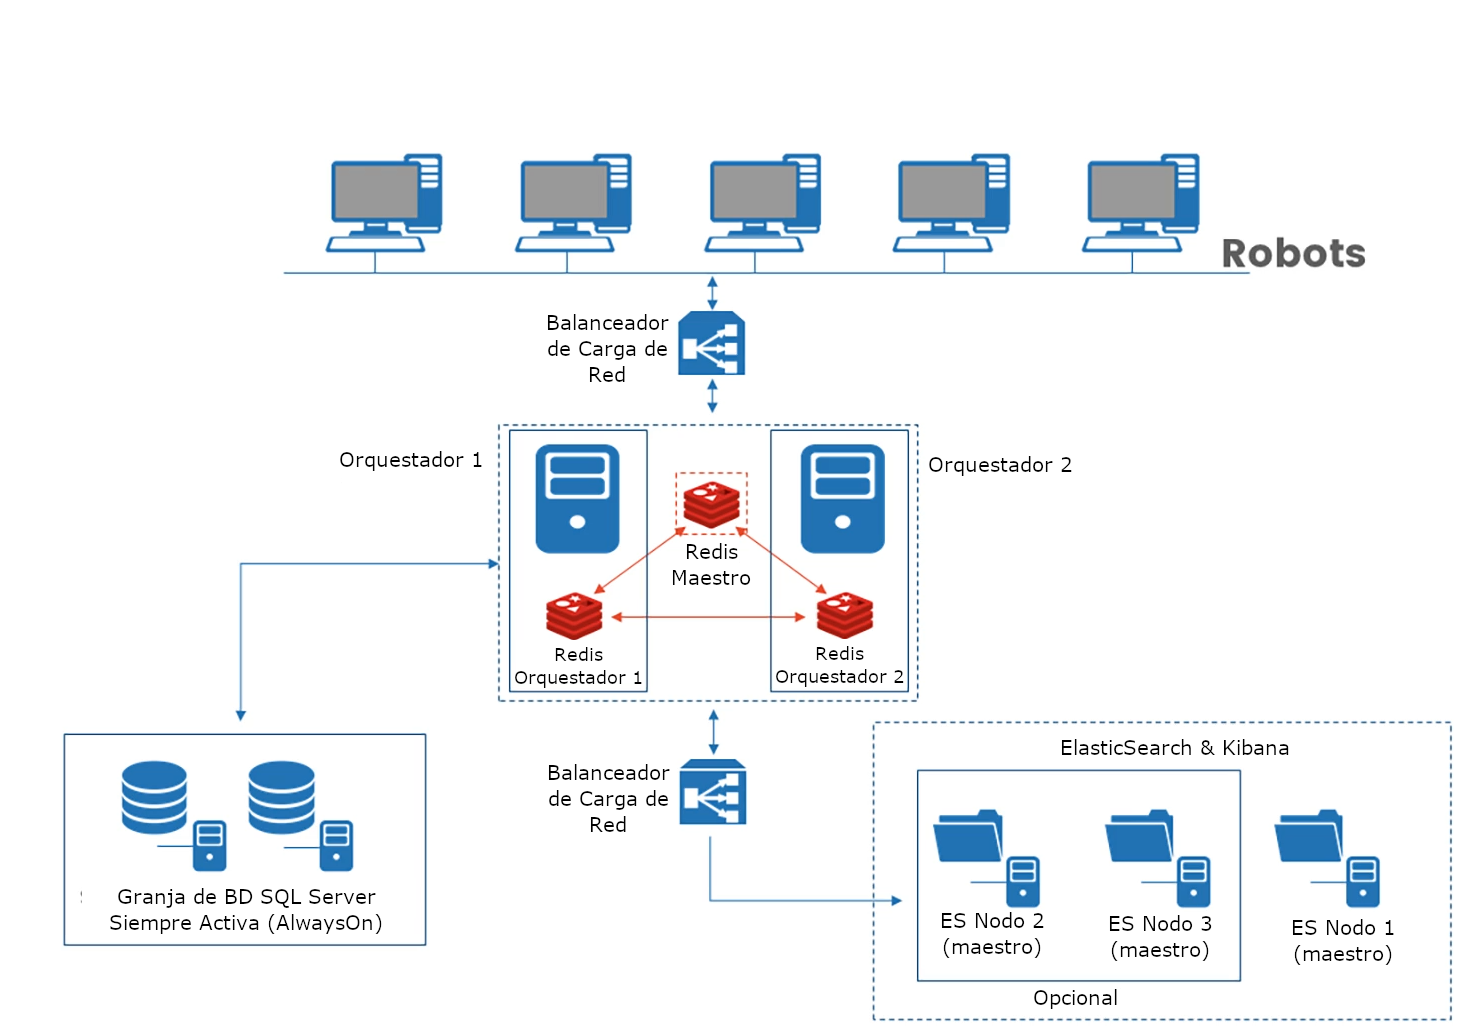 Robots
Balanceador
de Carga de
Red
Orquestador 1
Orquestador 2
Redis
Maestro
Redis
Orquestador 1
Redis
Orquestador 2
Balanceador
de Carga de
Red
ElasticSearch & Kibana
Granja de BD SQL Server
Siempre Activa (AlwaysOn)
ES Nodo 2
(maestro)
ES Nodo 3
(maestro)
ES Nodo 1
(maestro)
Opcional